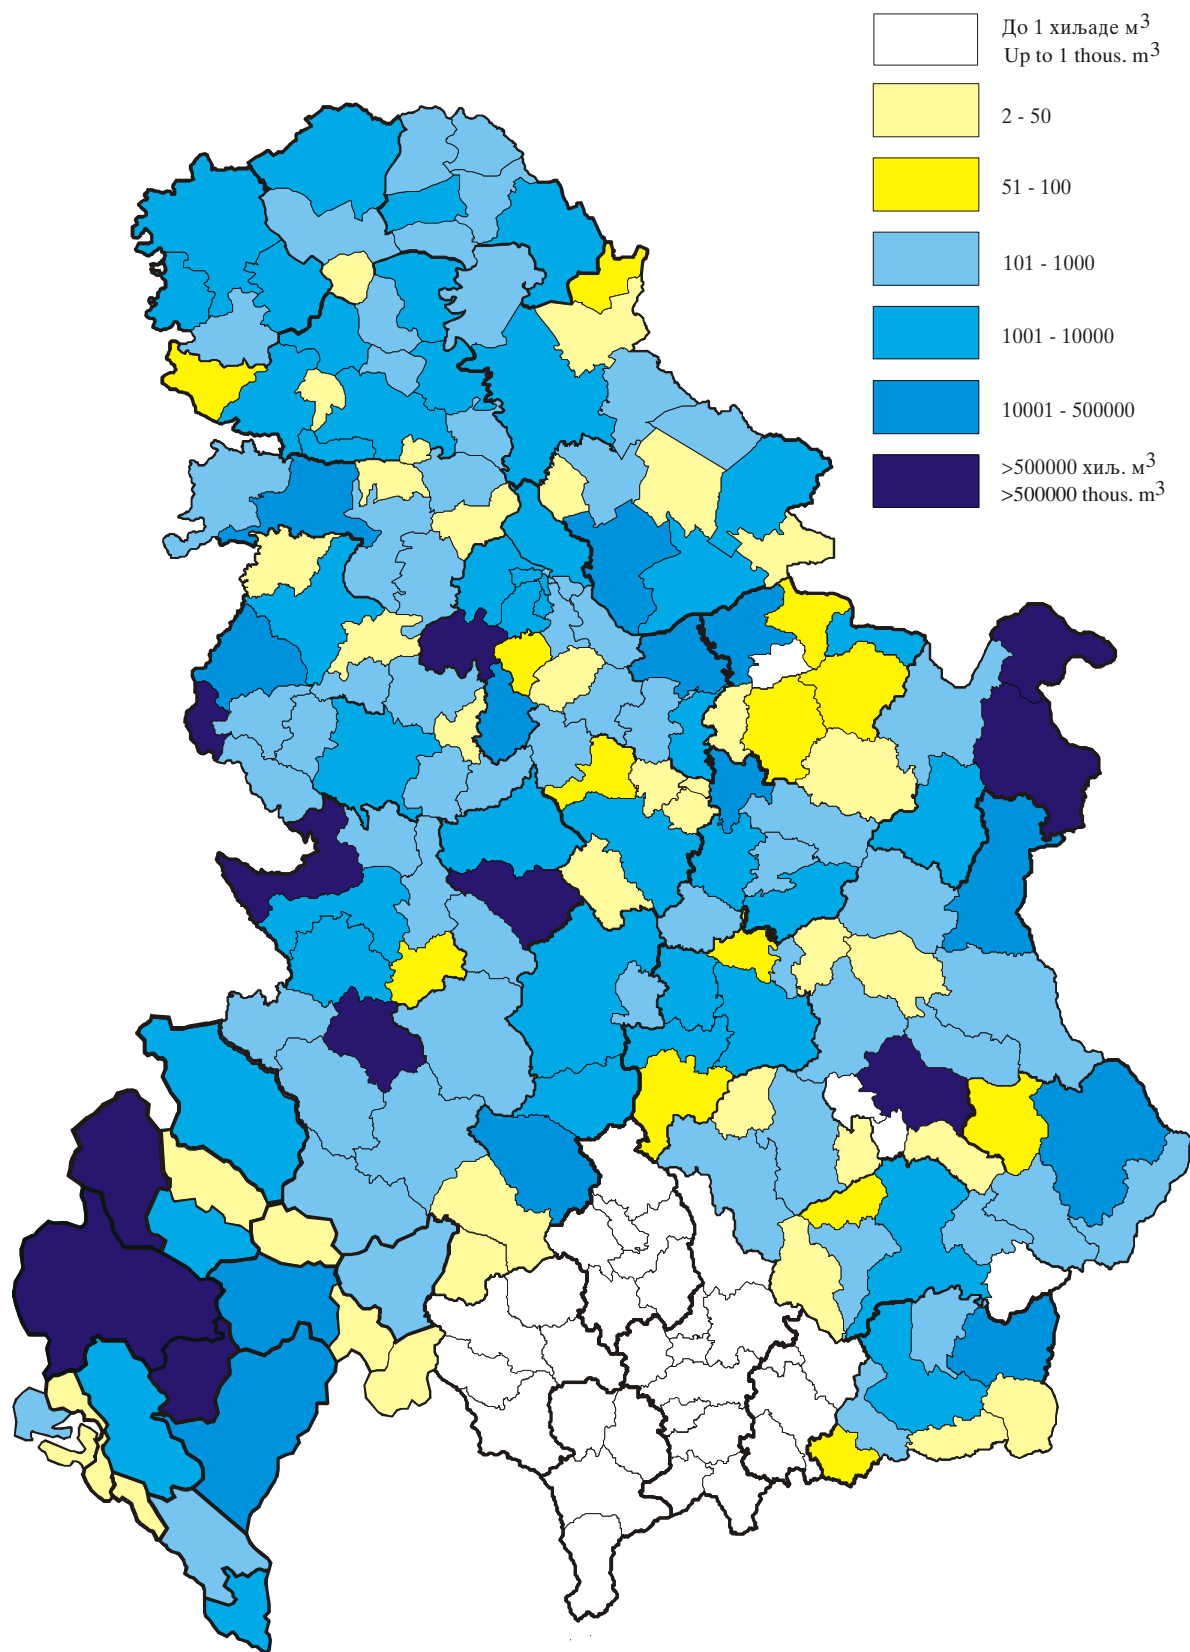 До 1 хиљаде м³
Up to 1 thous. m³
2 - 50
51 - 100
101 - 1000
1001 - 10000
10001 - 500000
>500000 хиљ. м³
>500000 thous. m³